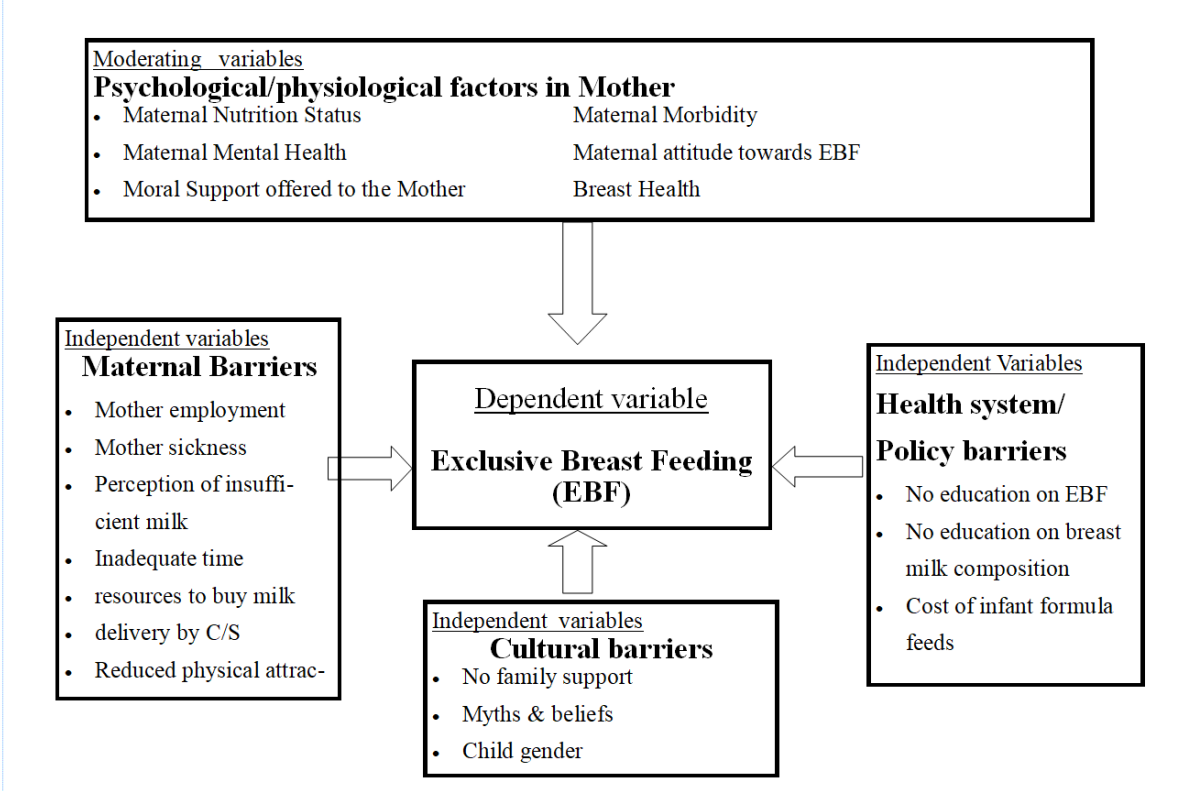 Moderating variables
Psychological/physiological factors in Mother
• Maternal Nutrition Status Maternal Morbidity
• Maternal Mental Health Maternal attitude towards EBF
• Moral Support offered to the Mother Breast Health
Independent variables
Maternal Barriers
• Mother employment
• Mother sickness
• Perception of insuffi-
cient milk
• Inadequate time
• resources to buy milk
• delivery by C/S
• Reduced physical attrac-
Dependent variable
Exclusive Breast Feeding
(EBF)
Independent Variables
Health system/
Policy barriers
• No education on EBF
• No education on breast
milk composition
• Cost of infant formula
feeds
Independent variables
Cultural barriers
• No family support
• Myths & beliefs
• Child gender